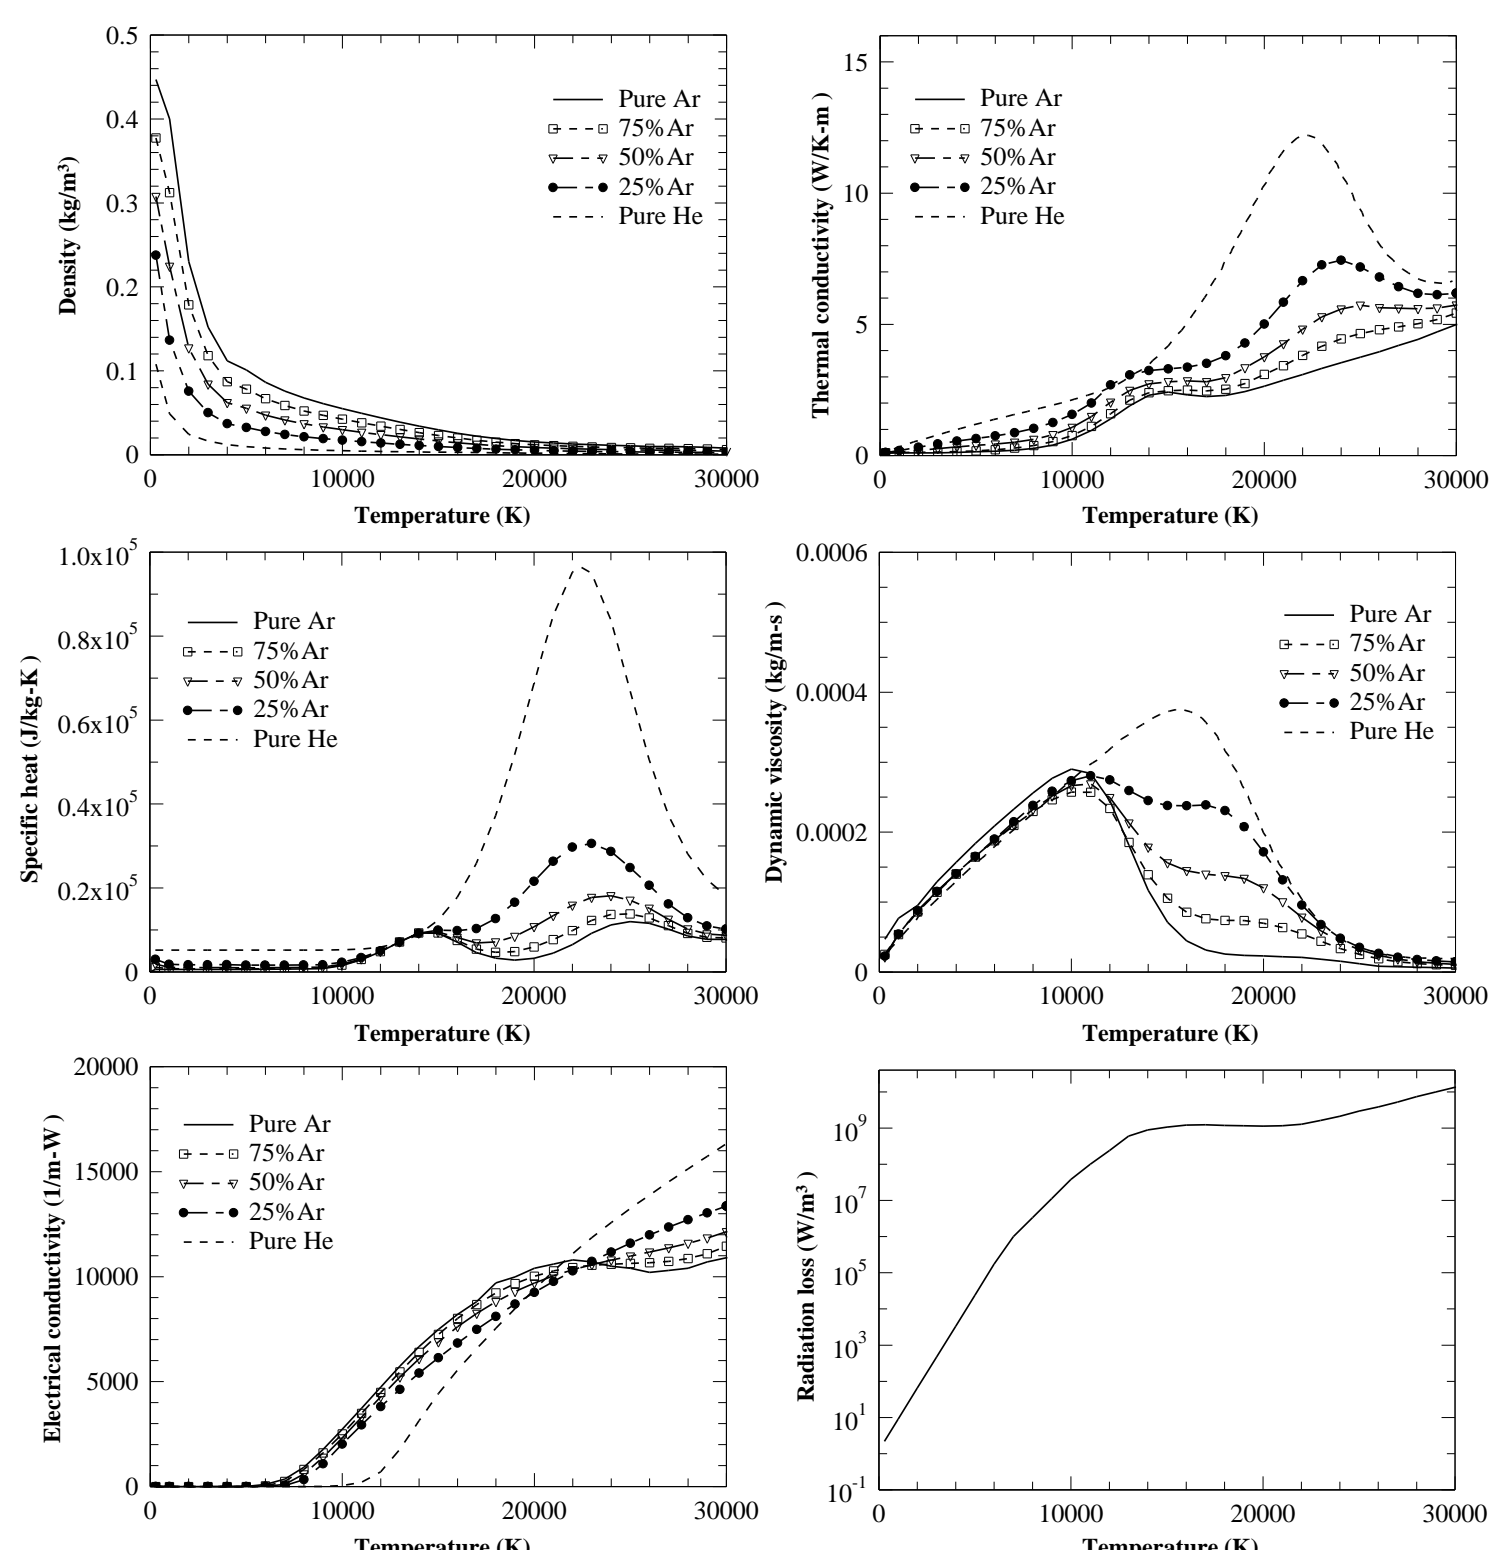 0.5
0.4
0.3
0.2
0.1
0
Density (kg/m³)
Pure Ar
75%Ar
50%Ar
25%Ar
Pure He
0 10000 20000 30000
Temperature (K)
15
10
5
0
Thermal conductivity (W/K-m )
Pure Ar
75%Ar
50%Ar
25%Ar
Pure He
0 10000 20000 30000
Temperature (K)
1.0x10⁵
0.8x10⁵
0.6x10⁵
0.4x10⁵
0.2x10⁵
0
Specific heat (J/kg-K )
Pure Ar
75%Ar
50%Ar
25%Ar
Pure He
0 10000 20000 30000
Temperature (K)
0.0006
0.0004
0.0002
0
Dynamic viscosity (kg/m-s )
Pure Ar
75%Ar
50%Ar
25%Ar
Pure He
0 10000 20000 30000
Temperature (K)
20000
15000
10000
5000
0
Electrical conductivity (1/m-W )
Pure Ar
75%Ar
50%Ar
25%Ar
Pure He
0 10000 20000 30000
Temperature (K)
10⁹
10⁷
10⁵
10³
10¹
10⁻¹
Radiation loss (W/m³ )
0 10000 20000 30000
Temperature (K)